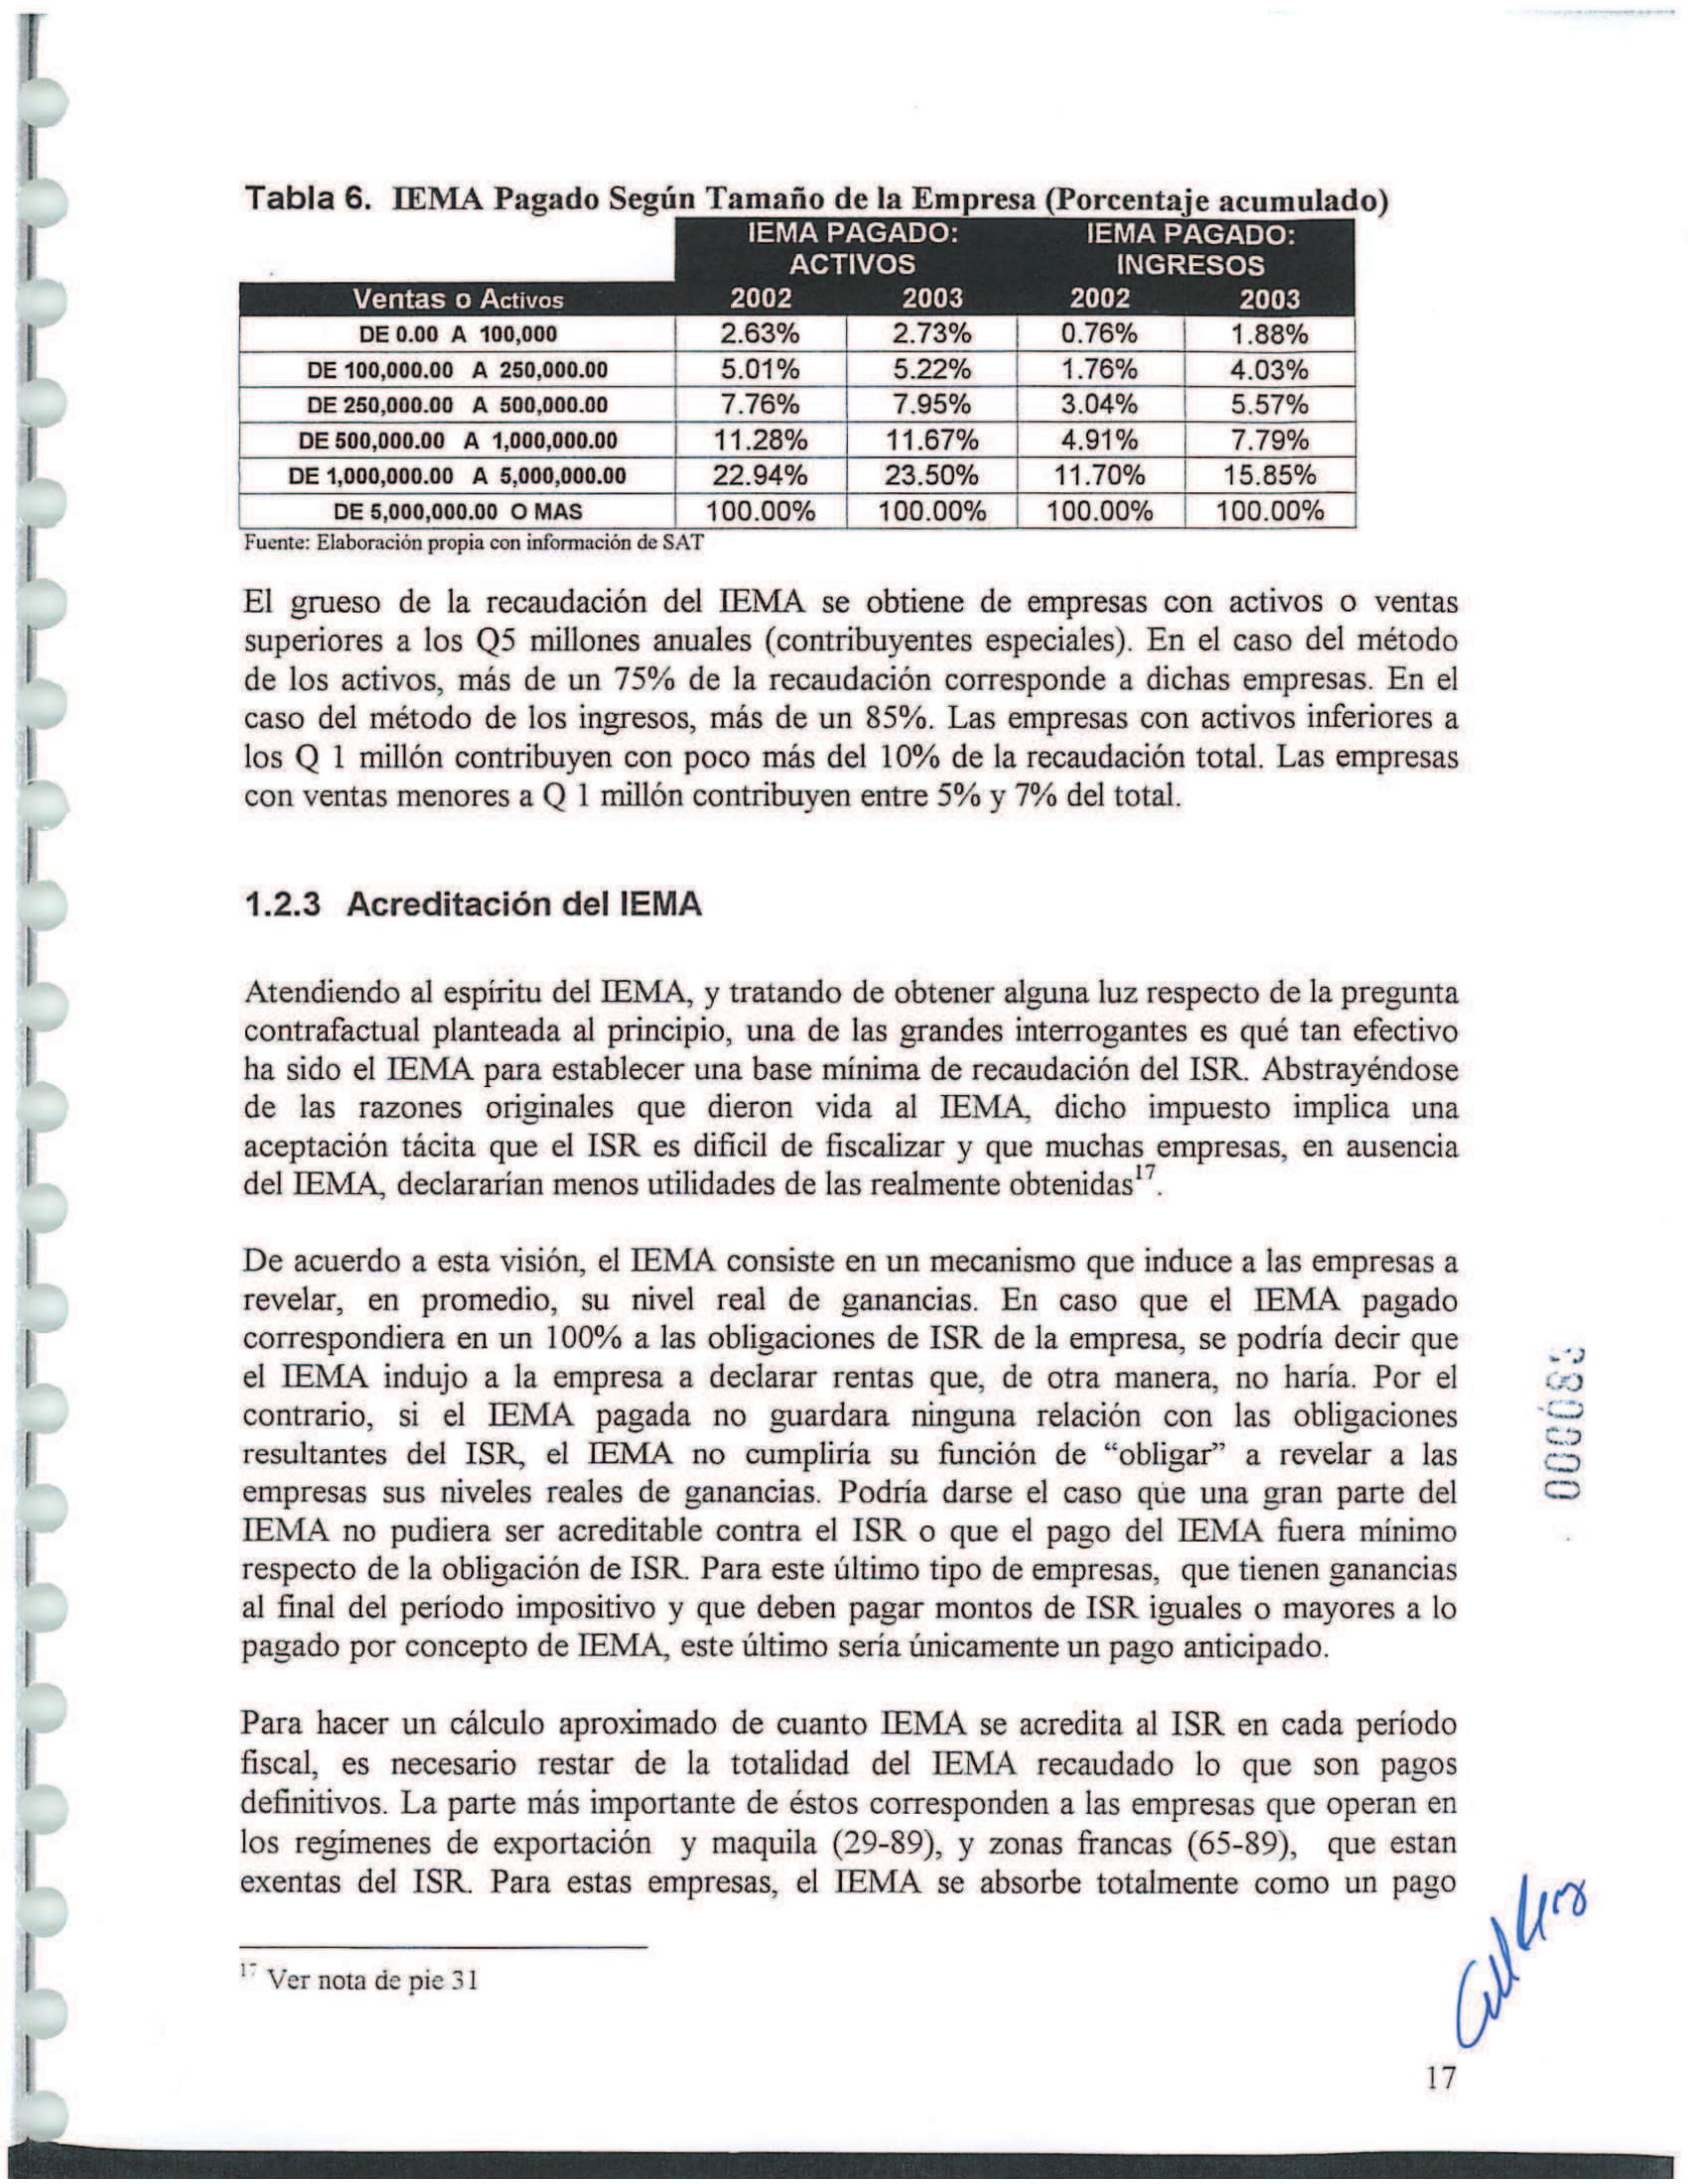 Tabla 6. IEMA Pagado Según Tamaño de la Empresa (Porcentaje acumulado)
IEMA PAGADO: IEMA PAGADO:
ACTIVOS INGRESOS
Ventas o Activos 2002 2003 2002 2003
DE 0.00 A 100,000 2.63% 2.73% 0.76% 1.88%
DE 100,000.00 A 250,000.00 5.01% 5.22% 1.76% 4.03%
DE 250,000.00 A 500,000.00 7.76% 7.95% 3.04% 5.57%
DE 500,000.00 A 1,000,000.00 11.28% 11.67% 4.91% 7.79%
DE 1,000,000.00 A 5,000,000.00 22.94% 23.50% 11.70% 15.85%
DE 5,000,000.00 O MAS 100.00% 100.00% 100.00% 100.00%
Fuente: Elaboración propia con información de SAT
El grueso de la recaudación del IEMA se obtiene de empresas con activos o ventas
superiores a los Q5 millones anuales (contribuyentes especiales). En el caso del método
de los activos, más de un 75% de la recaudación corresponde a dichas empresas. En el
caso del método de los ingresos, más de un 85%. Las empresas con activos inferiores a
los Q 1 millón contribuyen con poco más del 10% de la recaudación total. Las empresas
con ventas menores a Q 1 millón contribuyen entre 5% y 7% del total.
1.2.3 Acreditación del IEMA
Atendiendo al espíritu del IEMA, y tratando de obtener alguna luz respecto de la pregunta
contrafactual planteada al principio, una de las grandes interrogantes es qué tan efectivo
ha sido el IEMA para establecer una base mínima de recaudación del ISR. Abstrayéndose
de las razones originales que dieron vida al IEMA, dicho impuesto implica una
aceptación tácita que el ISR es difícil de fiscalizar y que muchas empresas, en ausencia
del IEMA, declararían menos utilidades de las realmente obtenidas17.
De acuerdo a esta visión, el IEMA consiste en un mecanismo que induce a las empresas a
revelar, en promedio, su nivel real de ganancias. En caso que el IEMA pagado
correspondiera en un 100% a las obligaciones de ISR de la empresa, se podría decir que
el IEMA indujo a la empresa a declarar rentas que, de otra manera, no haría. Por el
contrario, si el IEMA pagada no guardara ninguna relación con las obligaciones
resultantes del ISR, el IEMA no cumpliría su función de “obligar” a revelar a las
empresas sus niveles reales de ganancias. Podría darse el caso que una gran parte del
IEMA no pudiera ser acreditable contra el ISR o que el pago del IEMA fuera mínimo
respecto de la obligación de ISR. Para este último tipo de empresas, que tienen ganancias
al final del período impositivo y que deben pagar montos de ISR iguales o mayores a lo
pagado por concepto de IEMA, este último sería únicamente un pago anticipado.
Para hacer un cálculo aproximado de cuanto IEMA se acredita al ISR en cada período
fiscal, es necesario restar de la totalidad del IEMA recaudado lo que son pagos
definitivos. La parte más importante de éstos corresponden a las empresas que operan en
los regímenes de exportación y maquila (29-89), y zonas francas (65-89), que estan
exentas del ISR. Para estas empresas, el IEMA se absorbe totalmente como un pago
17 Ver nota de pie 31
17